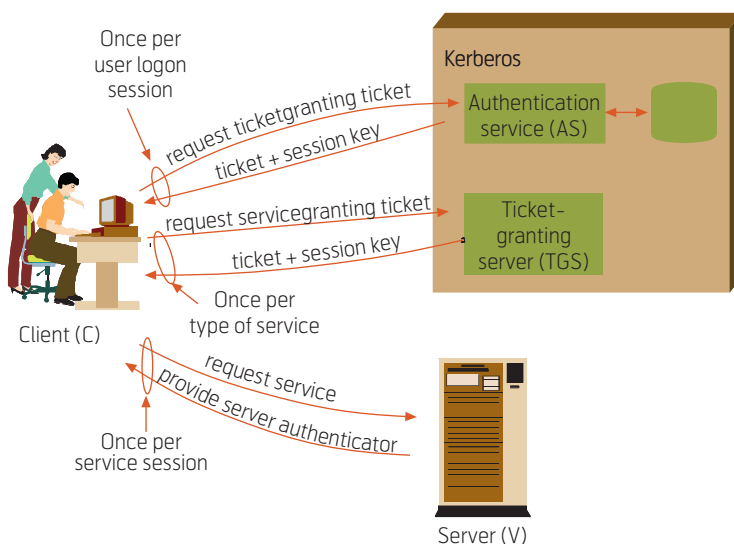 Once per
user logon
session
Kerberos
request ticketgranting ticket
Authentication
service (AS)
ticket + session key
request servicegranting ticket
Ticket-
granting
server (TGS)
ticket + session key
Once per
type of service
Client (C)
request service
provide server authenticator
Once per
service session
Server (V)